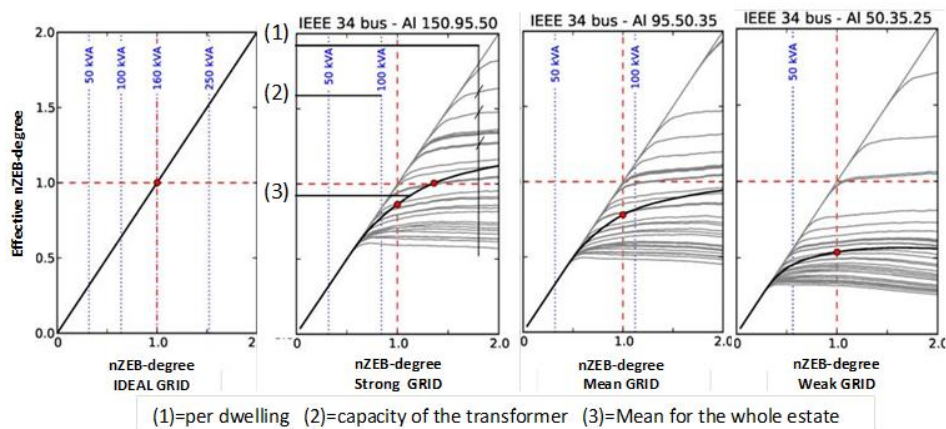 IEEE 34 bus - Al 150.95.50
IEEE 34 bus - Al 95.50.35
IEEE 34 bus - Al 50.35.25
Effective nZEB-degree
2.0
1.5
1.0
0.5
0.0
50 kVA
100 kVA
160 kVA
250 kVA
0
1.0
2.0
nZEB-degree
IDEAL GRID
(1)
(2)
(3)
50 kVA
100 kVA
0
1.0
2.0
nZEB-degree
Strong GRID
50 kVA
100 kVA
0
1.0
2.0
nZEB-degree
Mean GRID
50 kVA
0
1.0
2.0
nZEB-degree
Weak GRID
(1)=per dwelling (2)=capacity of the transformer (3)=Mean for the whole estate